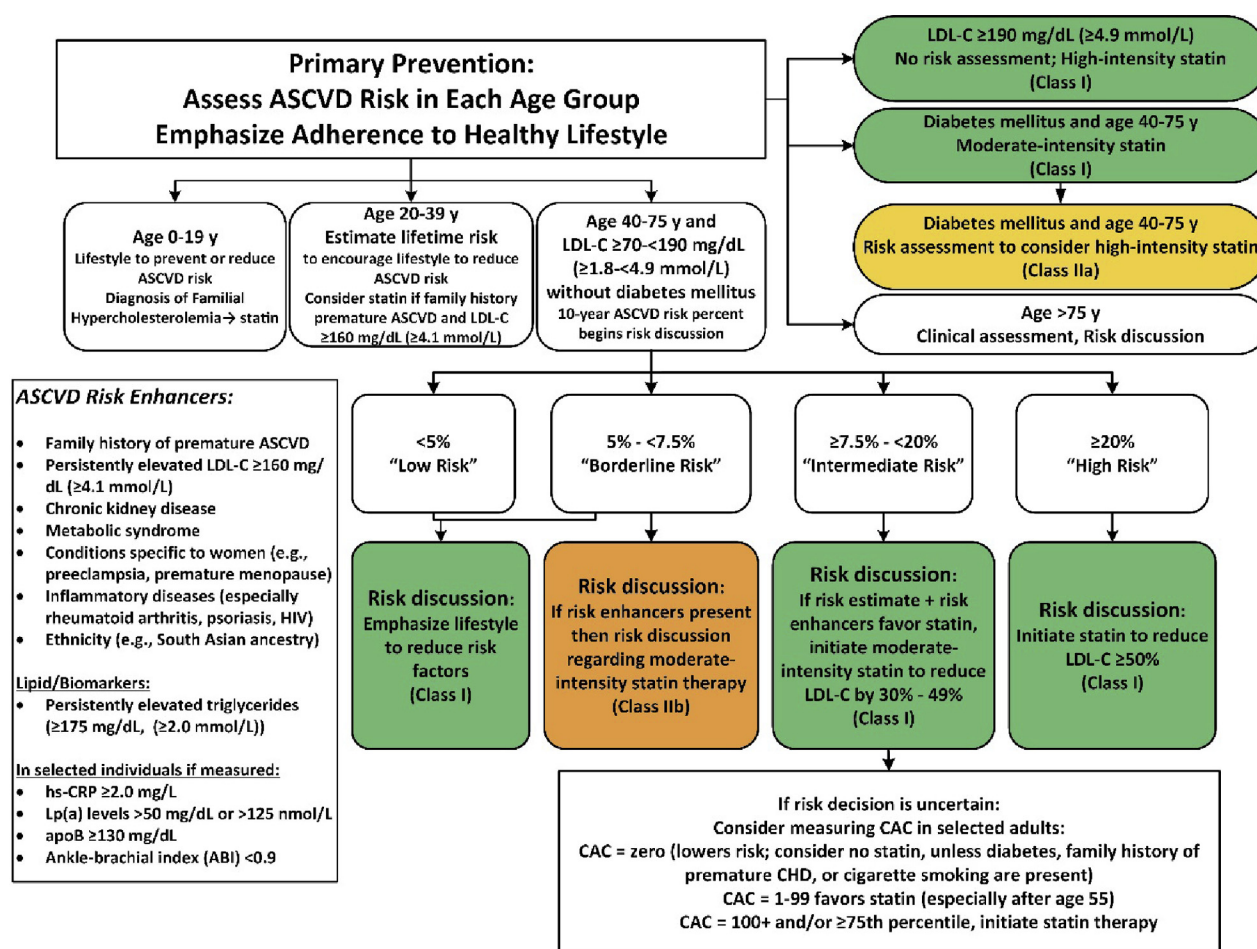 Primary Prevention:
Assess ASCVD Risk in Each Age Group
Emphasize Adherence to Healthy Lifestyle
LDL-C ≥190 mg/dL (≥4.9 mmol/L)
No risk assessment; High-intensity statin
(Class I)
Diabetes mellitus and age 40-75 y
Moderate-intensity statin
(Class I)
Diabetes mellitus and age 40-75 y
Risk assessment to consider high-intensity statin
(Class IIa)
Age >75 y
Clinical assessment, Risk discussion
Age 0-19 y
Lifestyle to prevent or reduce
ASCVD risk
Diagnosis of Familial
Hypercholesterolemia→ statin
Age 20-39 y
Estimate lifetime risk
to encourage lifestyle to reduce
ASCVD risk
Consider statin if family history
premature ASCVD and LDL-C
≥160 mg/dL (≥4.1 mmol/L)
Age 40-75 y and
LDL-C ≥70-<190 mg/dL
(≥1.8-<4.9 mmol/L)
without diabetes mellitus
10-year ASCVD risk percent
begins risk discussion
<5%
“Low Risk”
5% - <7.5%
“Borderline Risk”
≥7.5% - <20%
“Intermediate Risk”
≥20%
“High Risk”
Risk discussion:
Emphasize lifestyle
to reduce risk
factors
(Class I)
Risk discussion:
If risk enhancers present
then risk discussion
regarding moderate-
intensity statin therapy
(Class IIb)
Risk discussion:
If risk estimate + risk
enhancers favor statin,
initiate moderate-
intensity statin to reduce
LDL-C by 30% - 49%
(Class I)
Risk discussion:
Initiate statin to reduce
LDL-C ≥50%
(Class I)
ASCVD Risk Enhancers:
• Family history of premature ASCVD
• Persistently elevated LDL-C ≥160 mg/
dL (≥4.1 mmol/L)
• Chronic kidney disease
• Metabolic syndrome
• Conditions specific to women (e.g.,
preeclampsia, premature menopause)
• Inflammatory diseases (especially
rheumatoid arthritis, psoriasis, HIV)
• Ethnicity (e.g., South Asian ancestry)
Lipid/Biomarkers:
• Persistently elevated triglycerides
(≥175 mg/dL, (≥2.0 mmol/L))
In selected individuals if measured:
• hs-CRP ≥2.0 mg/L
• Lp(a) levels >50 mg/dL or >125 nmol/L
• apoB ≥130 mg/dL
• Ankle-brachial index (ABI) <0.9
If risk decision is uncertain:
Consider measuring CAC in selected adults:
CAC = zero (lowers risk; consider no statin, unless diabetes, family history of
premature CHD, or cigarette smoking are present)
CAC = 1-99 favors statin (especially after age 55)
CAC = 100+ and/or ≥75th percentile, initiate statin therapy